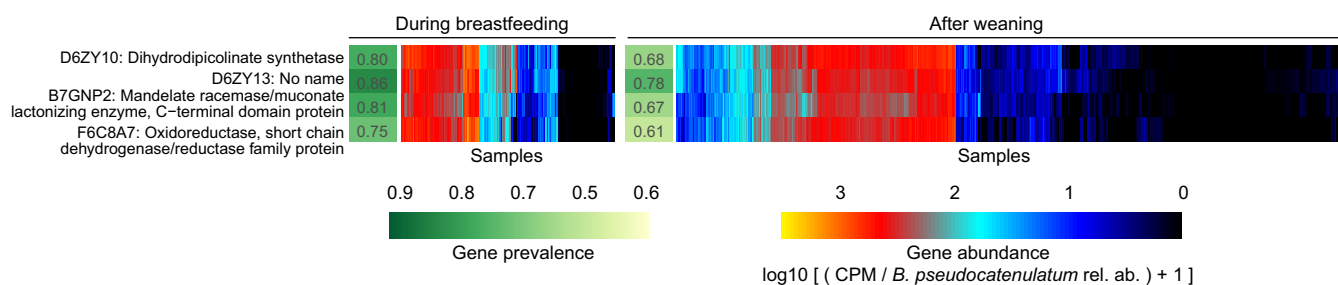 During breastfeeding
After weaning
D6ZY10: Dihydrodipicolinate synthetase
0.80
0.68
D6ZY13: No name
0.86
0.78
B7GNP2: Mandelate racemase/muconate
lactonizing enzyme, C−terminal domain protein
0.81
0.67
F6C8A7: Oxidoreductase, short chain
dehydrogenase/reductase family protein
0.75
0.61
Samples
Samples
0.9 0.8 0.7 0.5 0.6
3 2 1 0
Gene prevalence
Gene abundance
log10 [ ( CPM / B. pseudocatenulatum rel. ab. ) + 1 ]